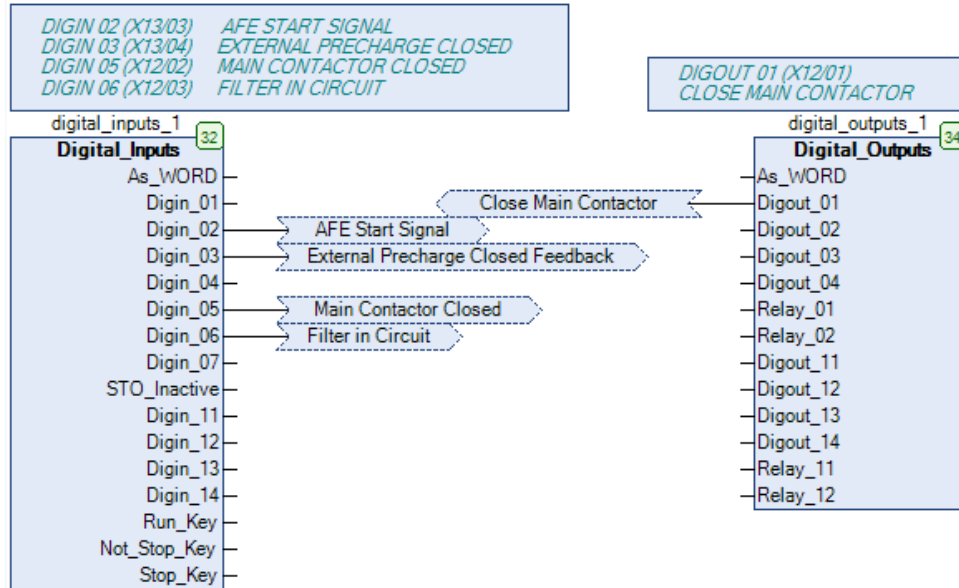 DIGIN 02 (X13/03) AFE START SIGNAL
DIGIN 03 (X13/04) EXTERNAL PRECHARGE CLOSED
DIGIN 05 (X12/02) MAIN CONTACTOR CLOSED
DIGIN 06 (X12/03) FILTER IN CIRCUIT
DIGOUT 01 (X12/01)
CLOSE MAIN CONTACTOR
digital_inputs_1
32
Digital_Inputs
As_WORD
Digin_01
Digin_02
Digin_03
Digin_04
Digin_05
Digin_06
Digin_07
STO_Inactive
Digin_11
Digin_12
Digin_13
Digin_14
Run_Key
Not_Stop_Key
Stop_Key
Close Main Contactor
AFE Start Signal
External Precharge Closed Feedback
Main Contactor Closed
Filter in Circuit
digital_outputs_1
34
Digital_Outputs
As_WORD
Digout_01
Digout_02
Digout_03
Digout_04
Relay_01
Relay_02
Digout_11
Digout_12
Digout_13
Digout_14
Relay_11
Relay_12